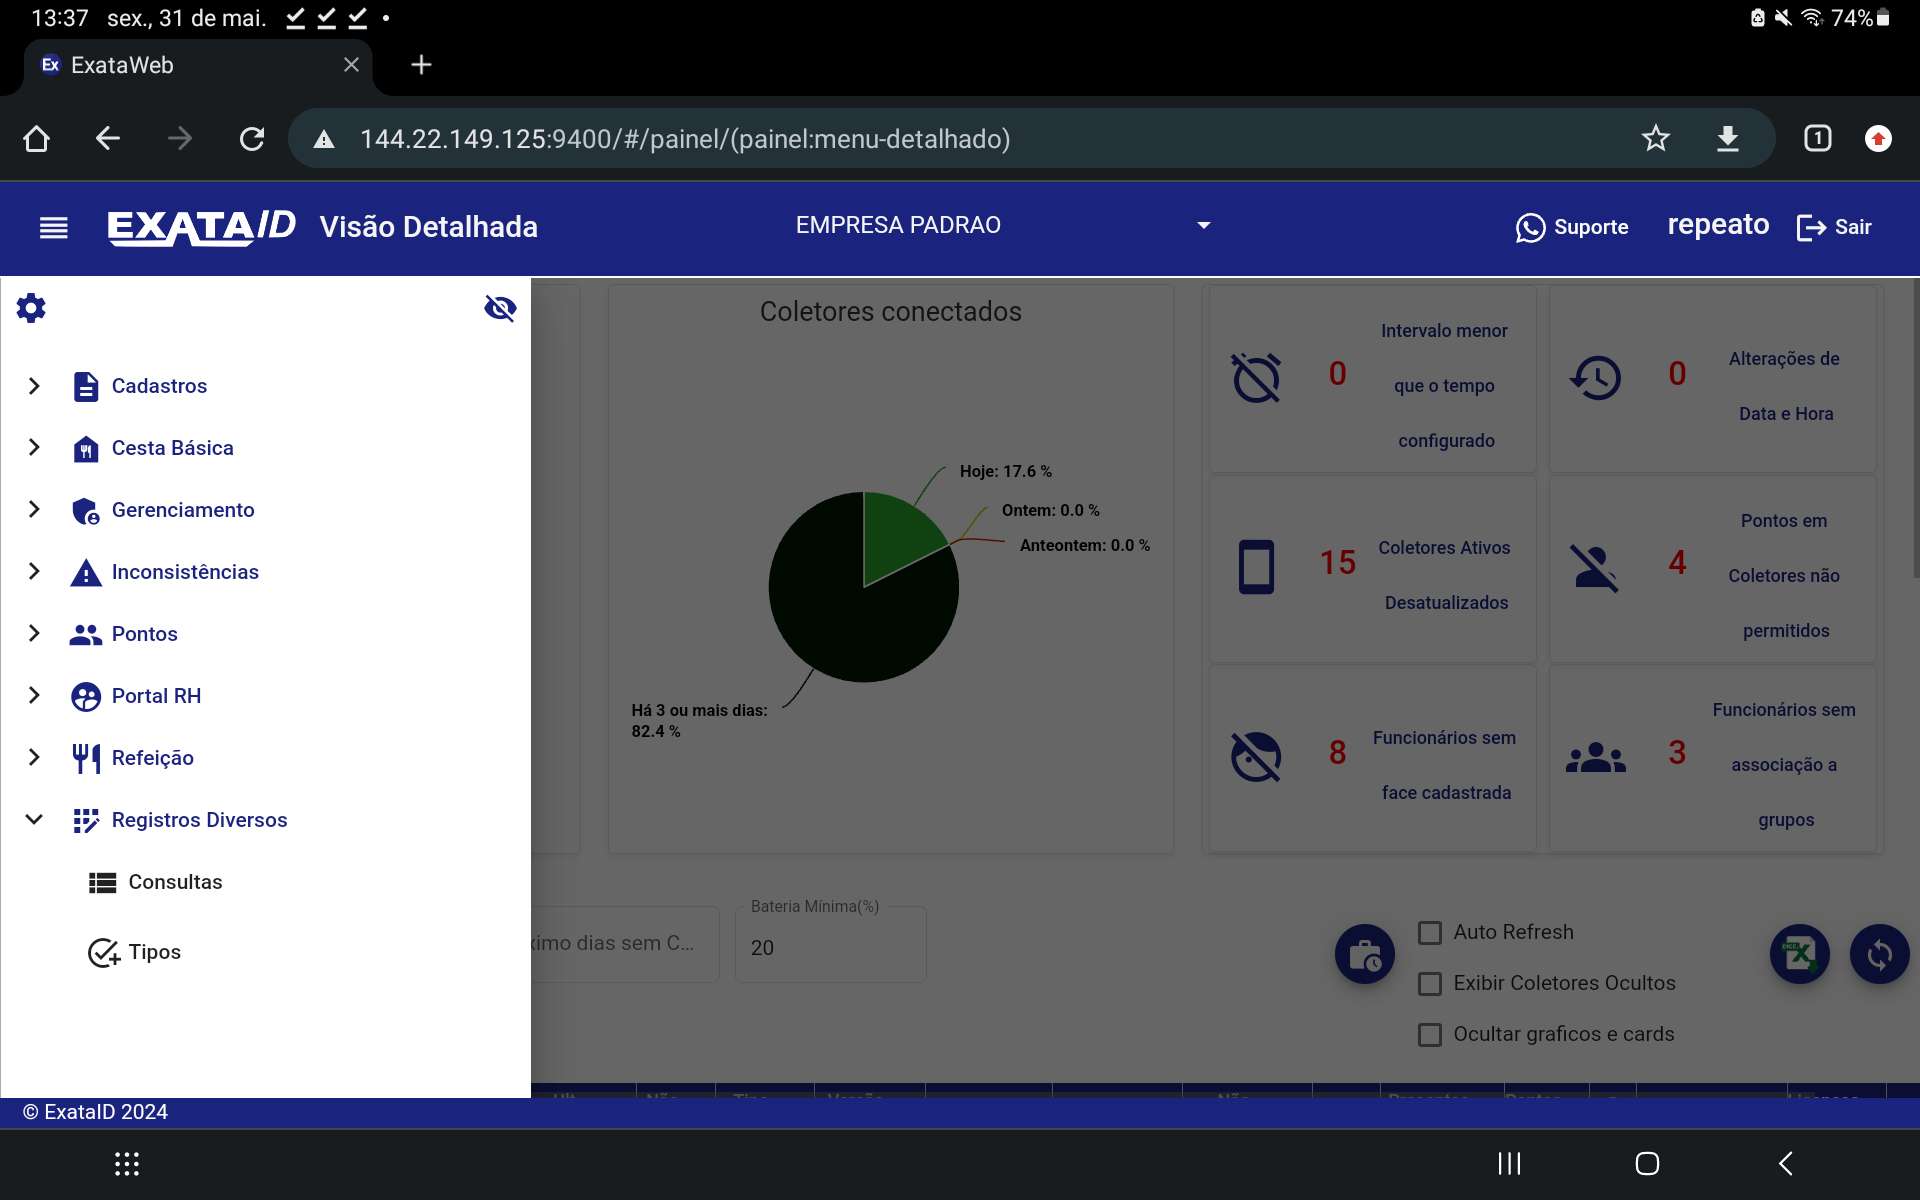 13:37 sex., 31 de mai. 74%
Ex ExataWeb
144.22.149.125:9400/#/painel/(painel:menu-detalhado) 1
EXATAID Visão Detalhada EMPRESA PADRAO Suporte repeato Sair
Cadastros
Cesta Básica
Gerenciamento
Inconsistências
Pontos
Portal RH
Refeição
Registros Diversos
Consultas
Tipos
Coletores conectados
Hoje: 17.6 %
Ontem: 0.0 %
Anteontem: 0.0 %
Há 3 ou mais dias:
82.4 %
0 Intervalo menor
que o tempo
configurado
0 Alterações de
Data e Hora
15 Coletores Ativos
Desatualizados
4 Pontos em
Coletores não
permitidos
8 Funcionários sem
face cadastrada
3 Funcionários sem
associação a
grupos
ximo dias sem C...
Bateria Mínima(%)
20
Auto Refresh
Exibir Coletores Ocultos
Ocultar graficos e cards
© ExataID 2024